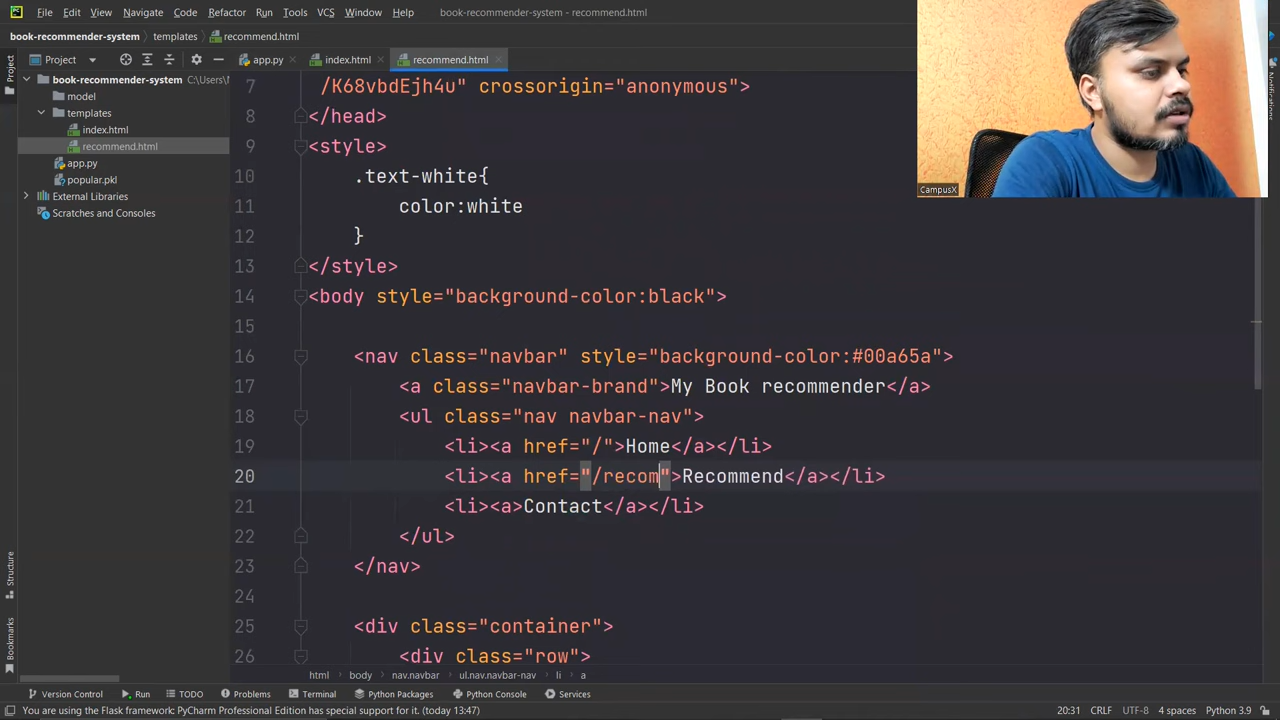 File Edit View Navigate Code Refactor Run Tools VCS Window Help book-recommender-system - recommend.html
book-recommender-system templates recommend.html
Project app.py index.html recommend.html
book-recommender-system C:\Users\
model
templates
index.html
recommend.html
app.py
popular.pkl
External Libraries
Scratches and Consoles
7 /K68vbdEjh4u" crossorigin="anonymous">
8 </head>
9 <style>
10 .text-white{
11 color:white
12 }
13 </style>
14 <body style="background-color:black">
15
16 <nav class="navbar" style="background-color:#00a65a">
17 <a class="navbar-brand">My Book recommender</a>
18 <ul class="nav navbar-nav">
19 <li><a href="/">Home</a></li>
20 <li><a href="/recom">Recommend</a></li>
21 <li><a>Contact</a></li>
22 </ul>
23 </nav>
24
25 <div class="container">
26 <div class="row">
html body nav.navbar ul.nav.navbar-nav li a
Project
Structure
Bookmarks
Notifications
CampusX
Version Control Run TODO Problems Terminal Python Packages Python Console Services
You are using the Flask framework: PyCharm Professional Edition has special support for it. (today 13:47) 20:31 CRLF UTF-8 4 spaces Python 3.9